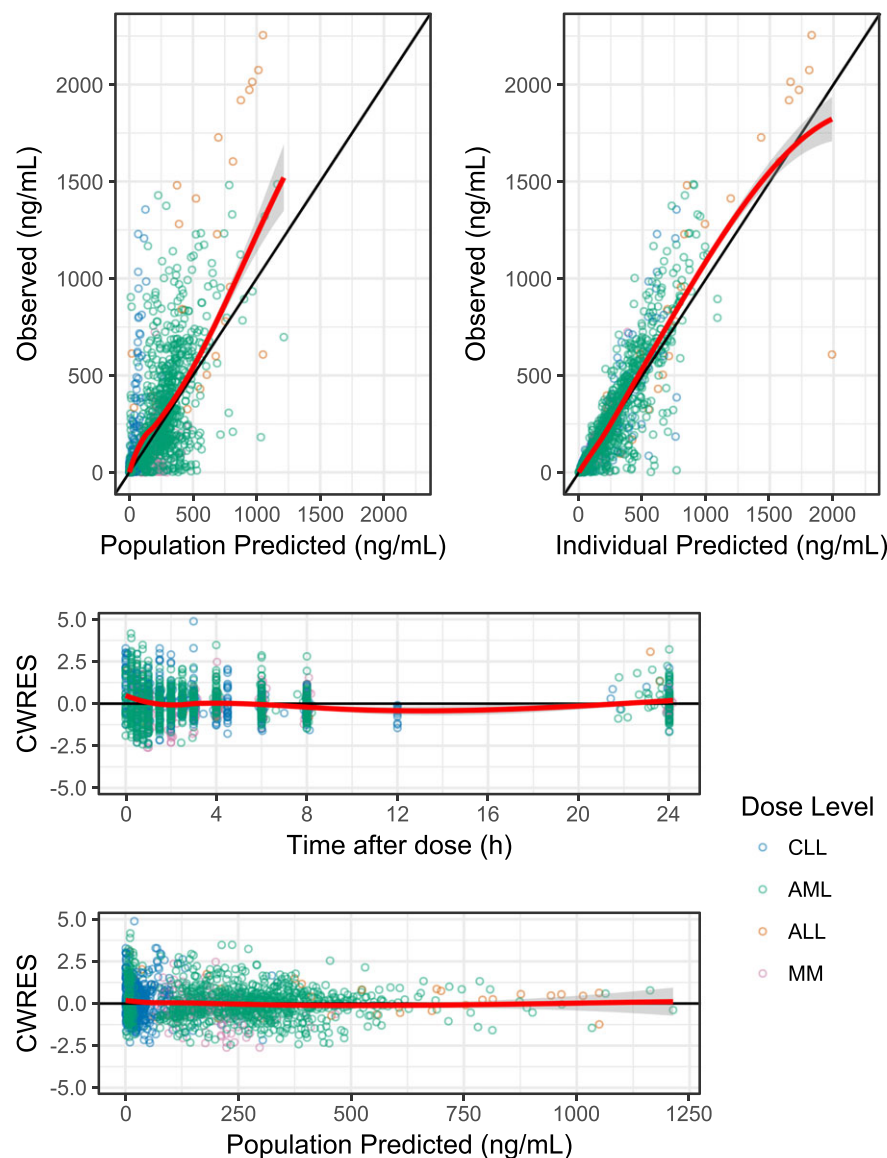 Observed (ng/mL)
2000
1500
1000
500
0
0 500 1000 1500 2000
Population Predicted (ng/mL)
Observed (ng/mL)
2000
1500
1000
500
0
0 500 1000 1500 2000
Individual Predicted (ng/mL)
CWRES
5.0
2.5
0.0
-2.5
-5.0
0 4 8 12 16 20 24
Time after dose (h)
CWRES
5.0
2.5
0.0
-2.5
-5.0
0 250 500 750 1000 1250
Population Predicted (ng/mL)
Dose Level
CLL
AML
ALL
MM